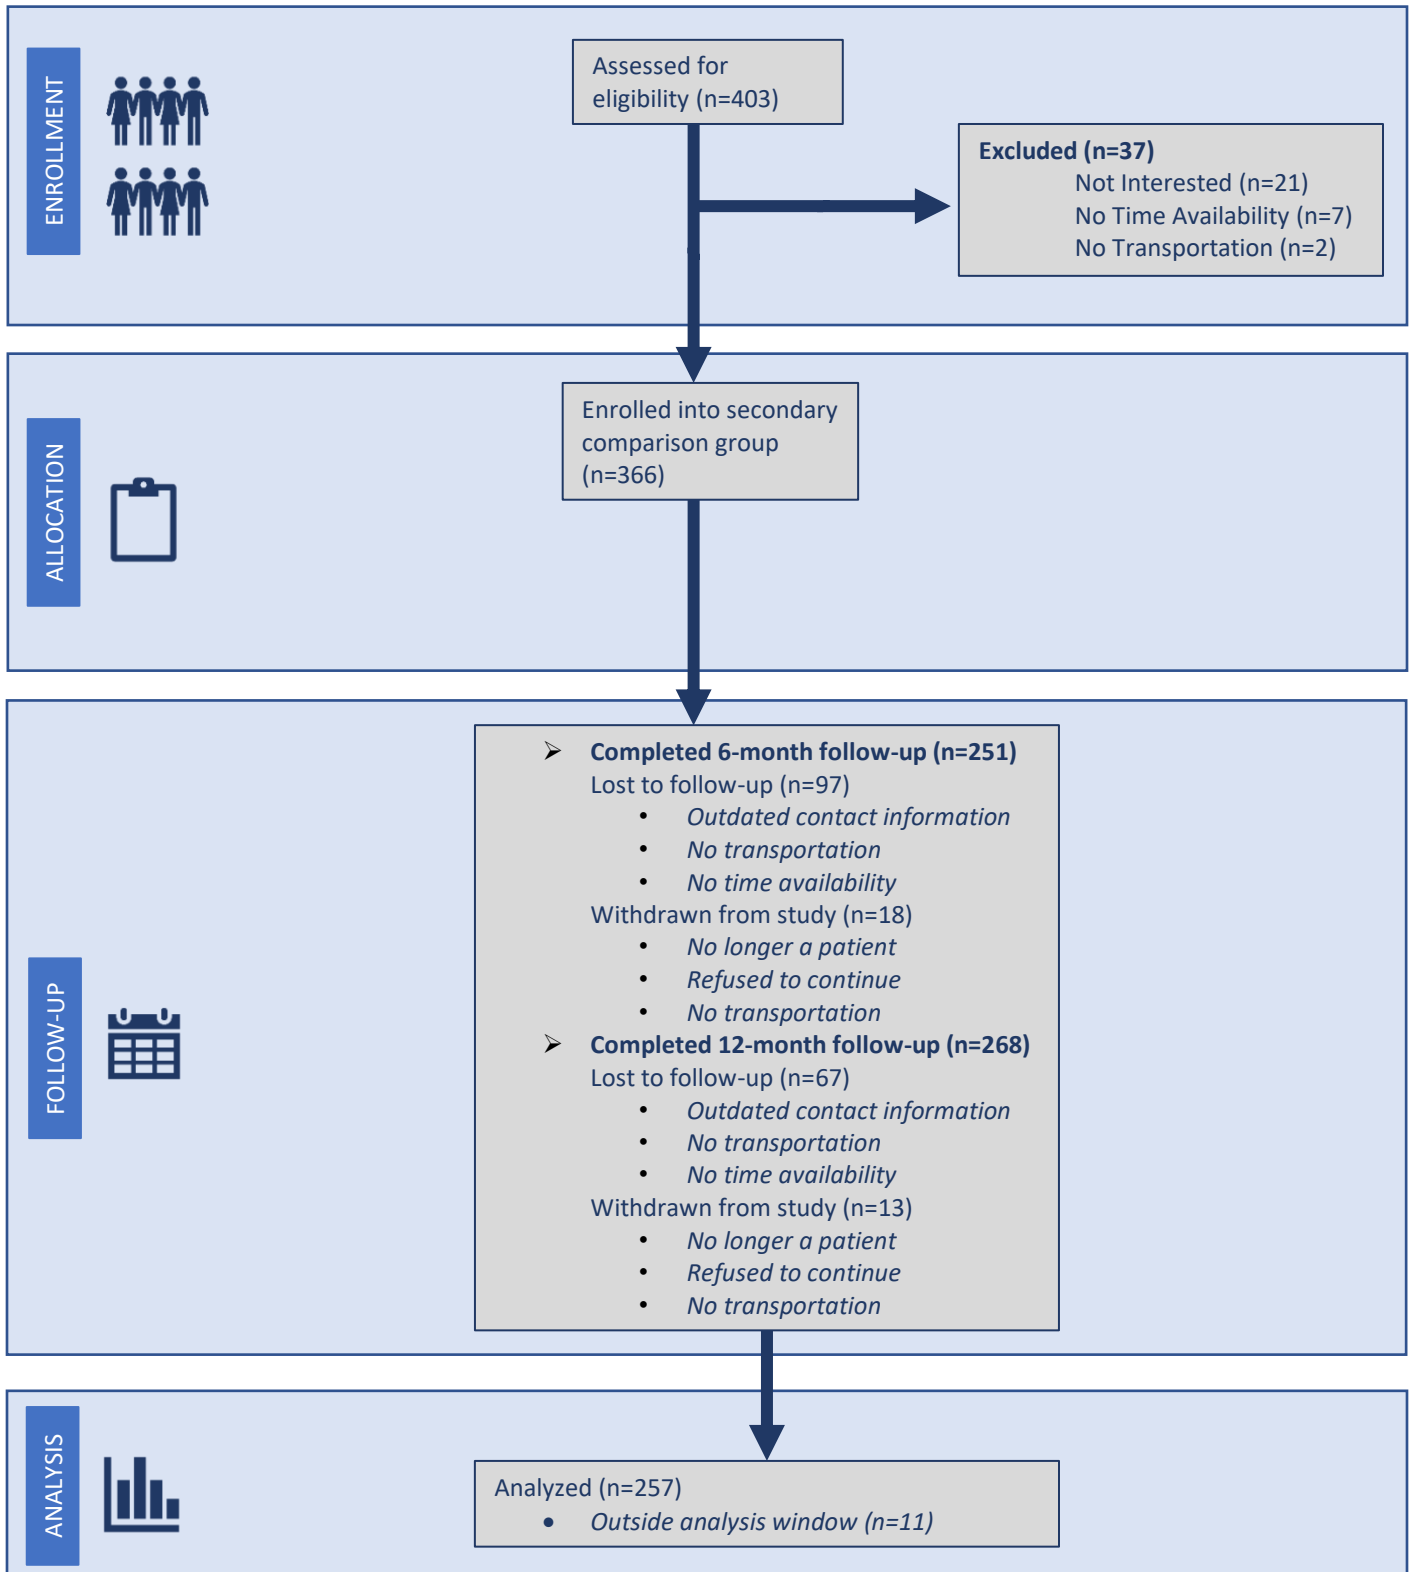 ENROLLMENT
Assessed for
eligibility (n=403)
Excluded (n=37)
Not Interested (n=21)
No Time Availability (n=7)
No Transportation (n=2)
ALLOCATION
Enrolled into secondary
comparison group
(n=366)
FOLLOW-UP
➢ Completed 6-month follow-up (n=251)
Lost to follow-up (n=97)
• Outdated contact information
• No transportation
• No time availability
Withdrawn from study (n=18)
• No longer a patient
• Refused to continue
• No transportation
➢ Completed 12-month follow-up (n=268)
Lost to follow-up (n=67)
• Outdated contact information
• No transportation
• No time availability
Withdrawn from study (n=13)
• No longer a patient
• Refused to continue
• No transportation
ANALYSIS
Analyzed (n=257)
• Outside analysis window (n=11)